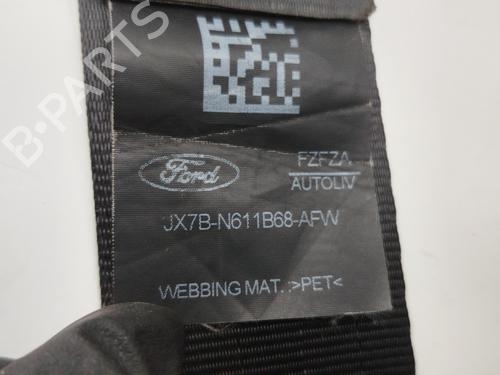 Ford
FZFZA
AUTOLIV
JX7B-N611B68-AFW
WEBBING MAT. :>PET<
B-PARTS